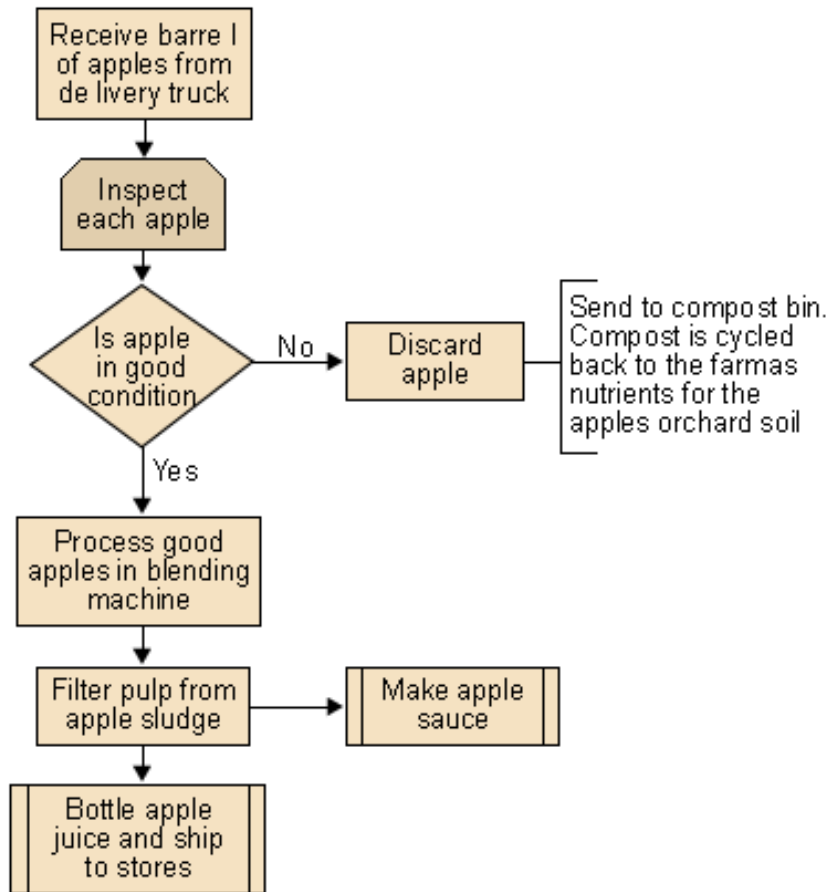 Receive barre l
of apples from
de livery truck
Inspect
each apple
Is apple
in good
condition
No
Discard
apple
Send to compost bin.
Compost is cycled
back to the farmas
nutrients for the
apples orchard soil
Yes
Process good
apples in blending
machine
Filter pulp from
apple sludge
Make apple
sauce
Bottle apple
juice and ship
to stores